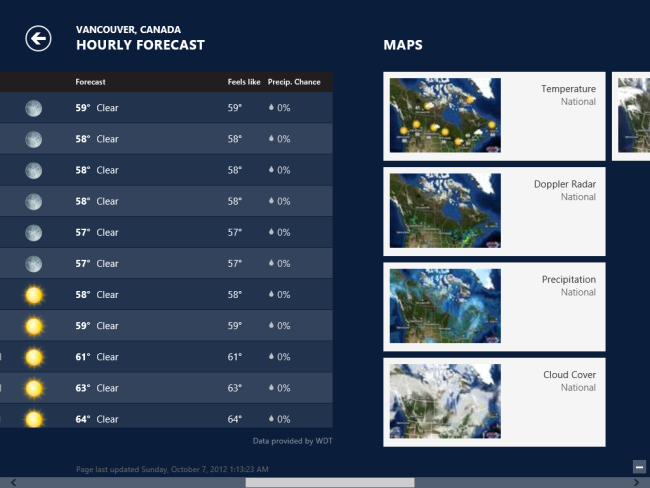 VANCOUVER, CANADA
HOURLY FORECAST
Forecast Feels like Precip. Chance
59° Clear 59° 0%
58° Clear 58° 0%
58° Clear 58° 0%
58° Clear 58° 0%
57° Clear 57° 0%
57° Clear 57° 0%
58° Clear 58° 0%
59° Clear 59° 0%
61° Clear 61° 0%
63° Clear 63° 0%
64° Clear 64° 0%
Data provided by WDT
Page last updated Sunday, October 7, 2012 1:13:23 AM
MAPS
Temperature
National
Doppler Radar
National
Precipitation
National
Cloud Cover
National